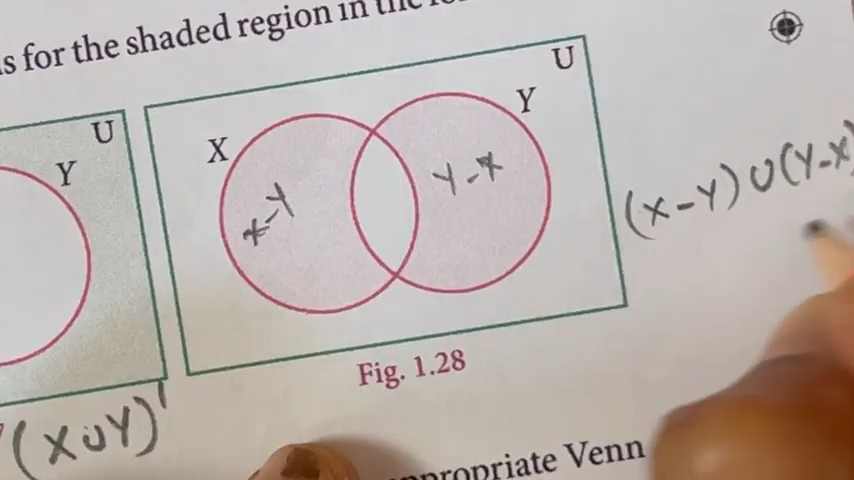 s for the shaded region in the
U
Y
(X∪Y)'
U
X
Y
X-Y
Y-X
(X-Y) ∪ (Y-X)
Fig. 1.28
ppropriate Venn